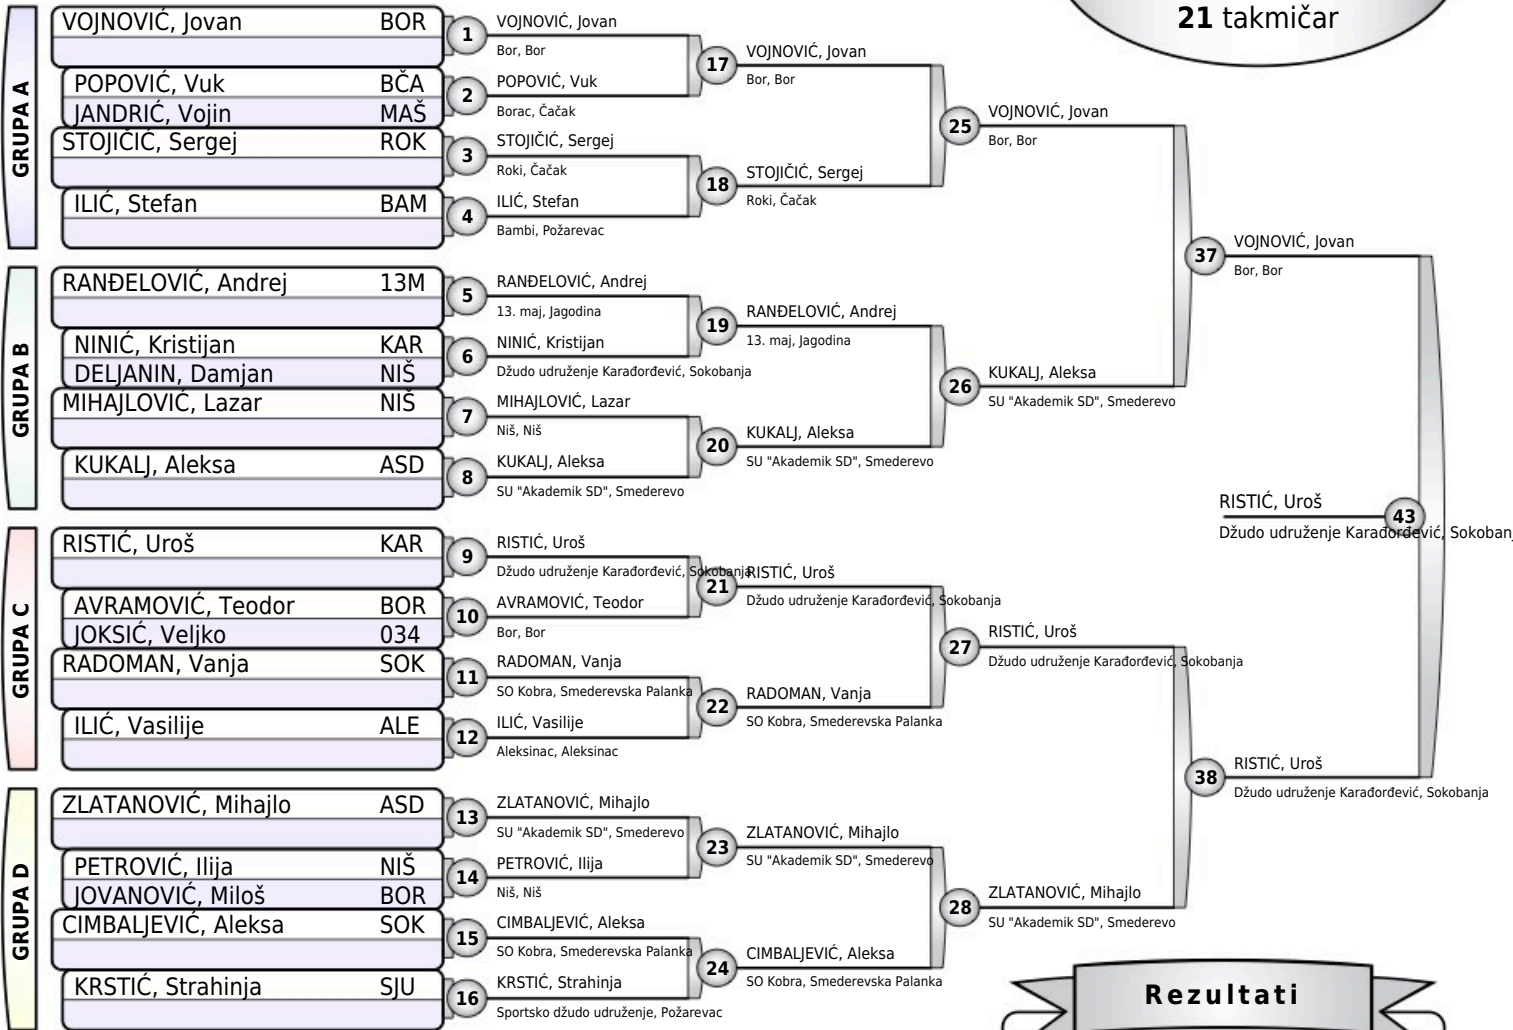 21 takmičar
GRUPA A
VOJNOVIĆ, Jovan BOR
POPOVIĆ, Vuk BČA
JANDRIĆ, Vojin MAŠ
STOJIČIĆ, Sergej ROK
ILIĆ, Stefan BAM
1
VOJNOVIĆ, Jovan
Bor, Bor
2
POPOVIĆ, Vuk
Borac, Čačak
3
STOJIČIĆ, Sergej
Roki, Čačak
4
ILIĆ, Stefan
Bambi, Požarevac
17
VOJNOVIĆ, Jovan
Bor, Bor
18
STOJIČIĆ, Sergej
Roki, Čačak
25
VOJNOVIĆ, Jovan
Bor, Bor
GRUPA B
RANĐELOVIĆ, Andrej 13M
NINIĆ, Kristijan KAR
DELJANIN, Damjan NIŠ
MIHAJLOVIĆ, Lazar NIŠ
KUKALJ, Aleksa ASD
5
RANĐELOVIĆ, Andrej
13. maj, Jagodina
6
NINIĆ, Kristijan
Džudo udruženje Karađorđević, Sokobanja
7
MIHAJLOVIĆ, Lazar
Niš, Niš
8
KUKALJ, Aleksa
SU "Akademik SD", Smederevo
19
RANĐELOVIĆ, Andrej
13. maj, Jagodina
20
KUKALJ, Aleksa
SU "Akademik SD", Smederevo
26
KUKALJ, Aleksa
SU "Akademik SD", Smederevo
37
VOJNOVIĆ, Jovan
Bor, Bor
GRUPA C
RISTIĆ, Uroš KAR
AVRAMOVIĆ, Teodor BOR
JOKSIĆ, Veljko 034
RADOMAN, Vanja SOK
ILIĆ, Vasilije ALE
9
RISTIĆ, Uroš
Džudo udruženje Karađorđević, Sokobanja
10
AVRAMOVIĆ, Teodor
Bor, Bor
11
RADOMAN, Vanja
SO Kobra, Smederevska Palanka
12
ILIĆ, Vasilije
Aleksinac, Aleksinac
21
RISTIĆ, Uroš
Džudo udruženje Karađorđević, Sokobanja
22
RADOMAN, Vanja
SO Kobra, Smederevska Palanka
27
RISTIĆ, Uroš
Džudo udruženje Karađorđević, Sokobanja
GRUPA D
ZLATANOVIĆ, Mihajlo ASD
PETROVIĆ, Ilija NIŠ
JOVANOVIĆ, Miloš BOR
CIMBALJEVIĆ, Aleksa SOK
KRSTIĆ, Strahinja SJU
13
ZLATANOVIĆ, Mihajlo
SU "Akademik SD", Smederevo
14
PETROVIĆ, Ilija
Niš, Niš
15
CIMBALJEVIĆ, Aleksa
SO Kobra, Smederevska Palanka
16
KRSTIĆ, Strahinja
Sportsko džudo udruženje, Požarevac
23
ZLATANOVIĆ, Mihajlo
SU "Akademik SD", Smederevo
24
CIMBALJEVIĆ, Aleksa
SO Kobra, Smederevska Palanka
28
ZLATANOVIĆ, Mihajlo
SU "Akademik SD", Smederevo
38
RISTIĆ, Uroš
Džudo udruženje Karađorđević, Sokobanja
43
RISTIĆ, Uroš
Džudo udruženje Karađorđević, Sokoban
Rezultati